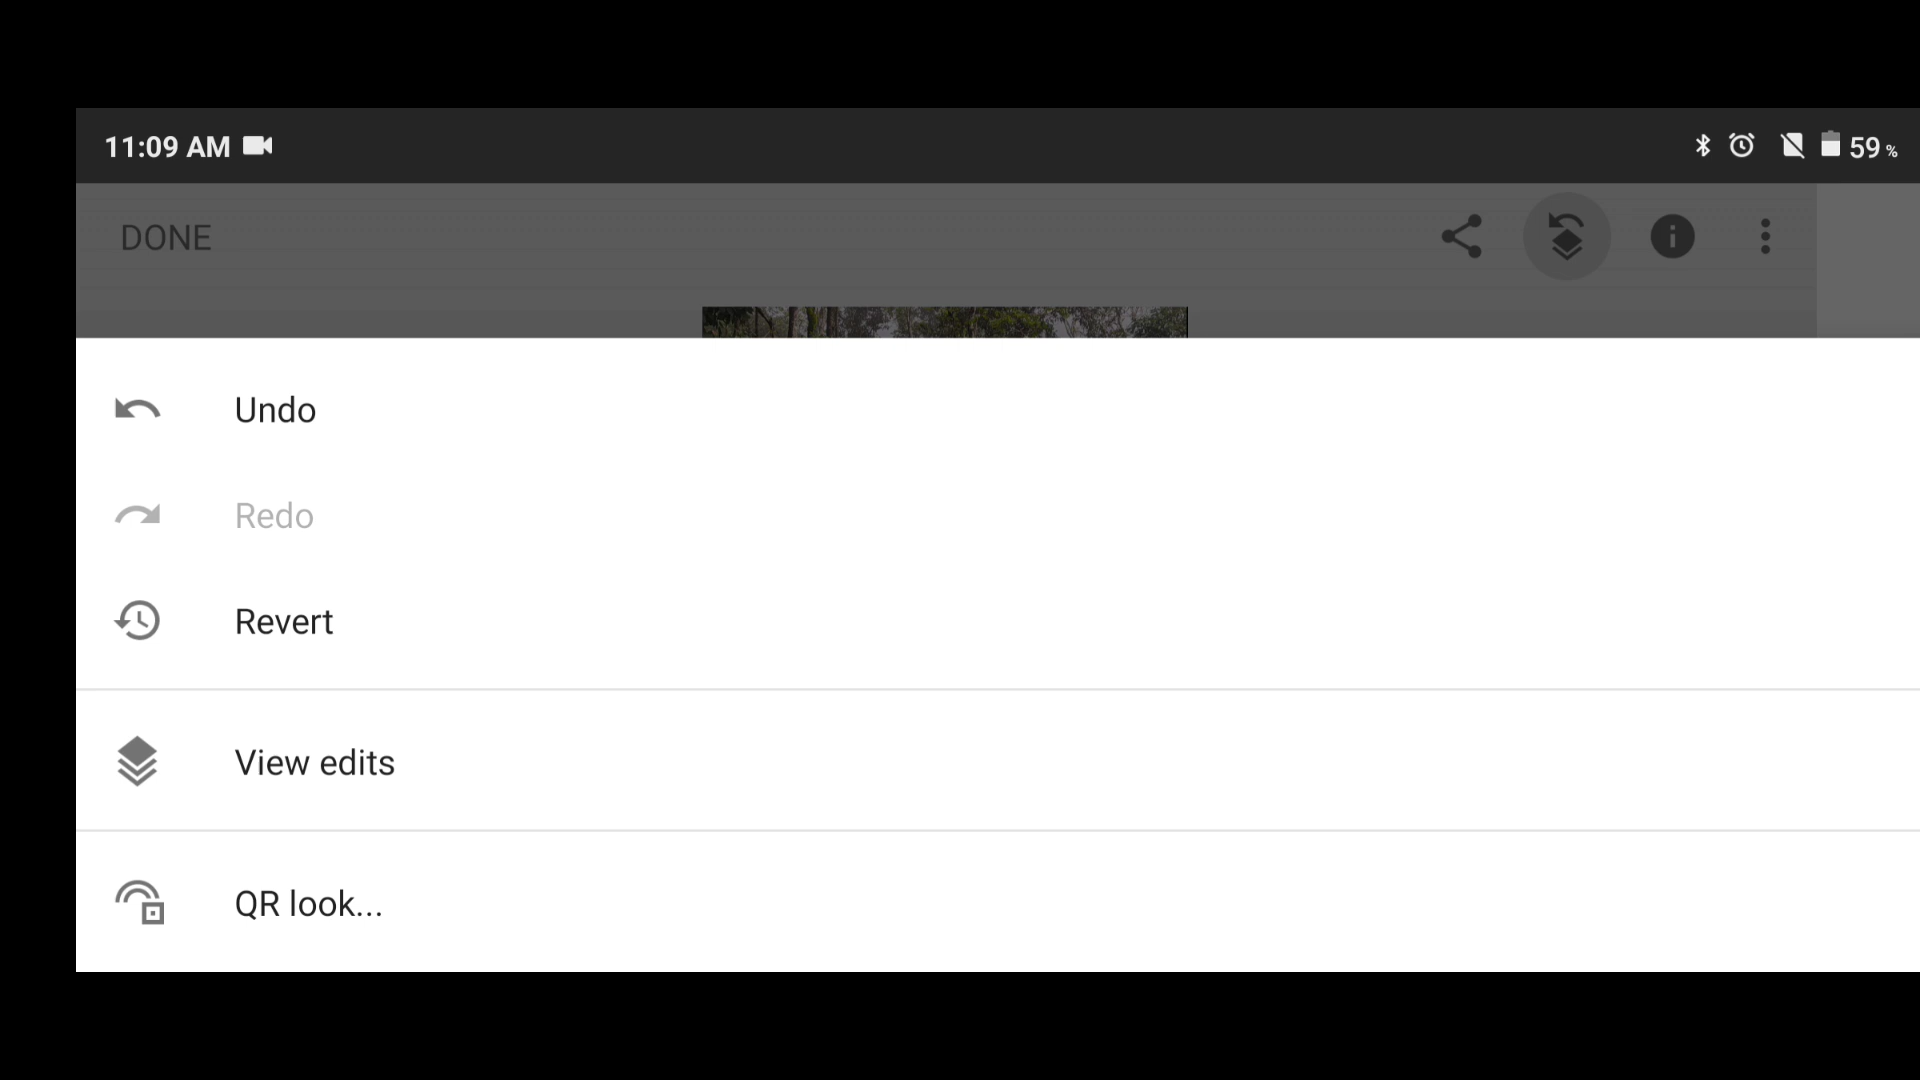 11:09 AM
59 %
DONE
Undo
Redo
Revert
View edits
QR look...